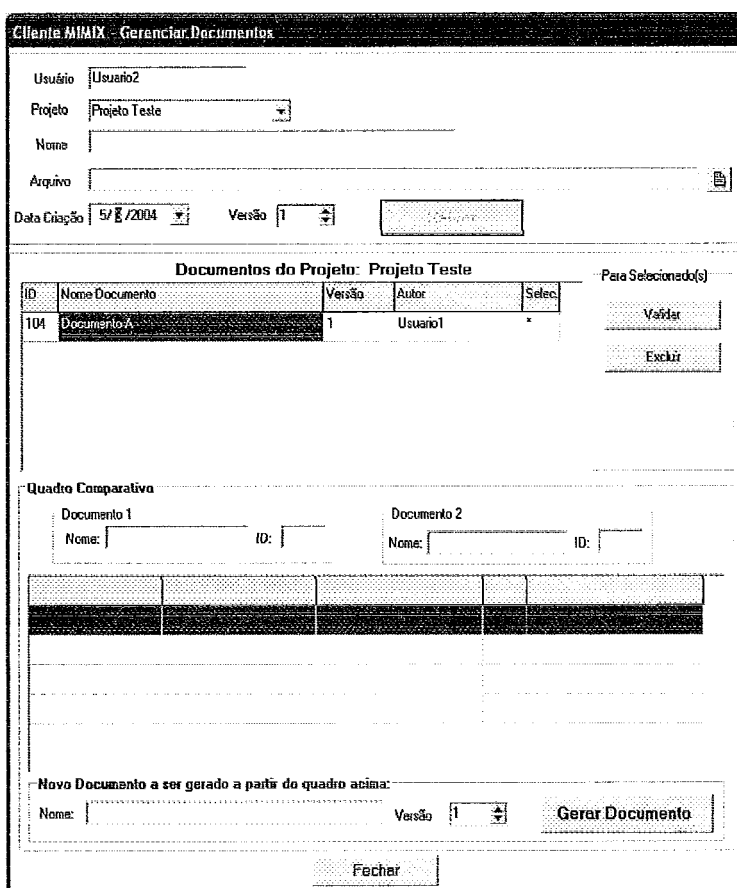 Cliente MIMIX - Gerenciar Documentos
Usuário Usuario2
Projeto Projeto Teste
Nome
Arquivo
Data Criação 5/8/2004 Versão 1
Documentos do Projeto: Projeto Teste
Para Selecionado(s)
ID Nome Documento Versão Autor Selec.
104 Documento A 1 Usuario1 *
Validar
Excluir
Quadro Comparativo
Documento 1 Documento 2
Nome: ID: Nome: ID:
Novo Documento a ser gerado a partir do quadro acima:
Nome: Versão 1 Gerar Documento
Fechar